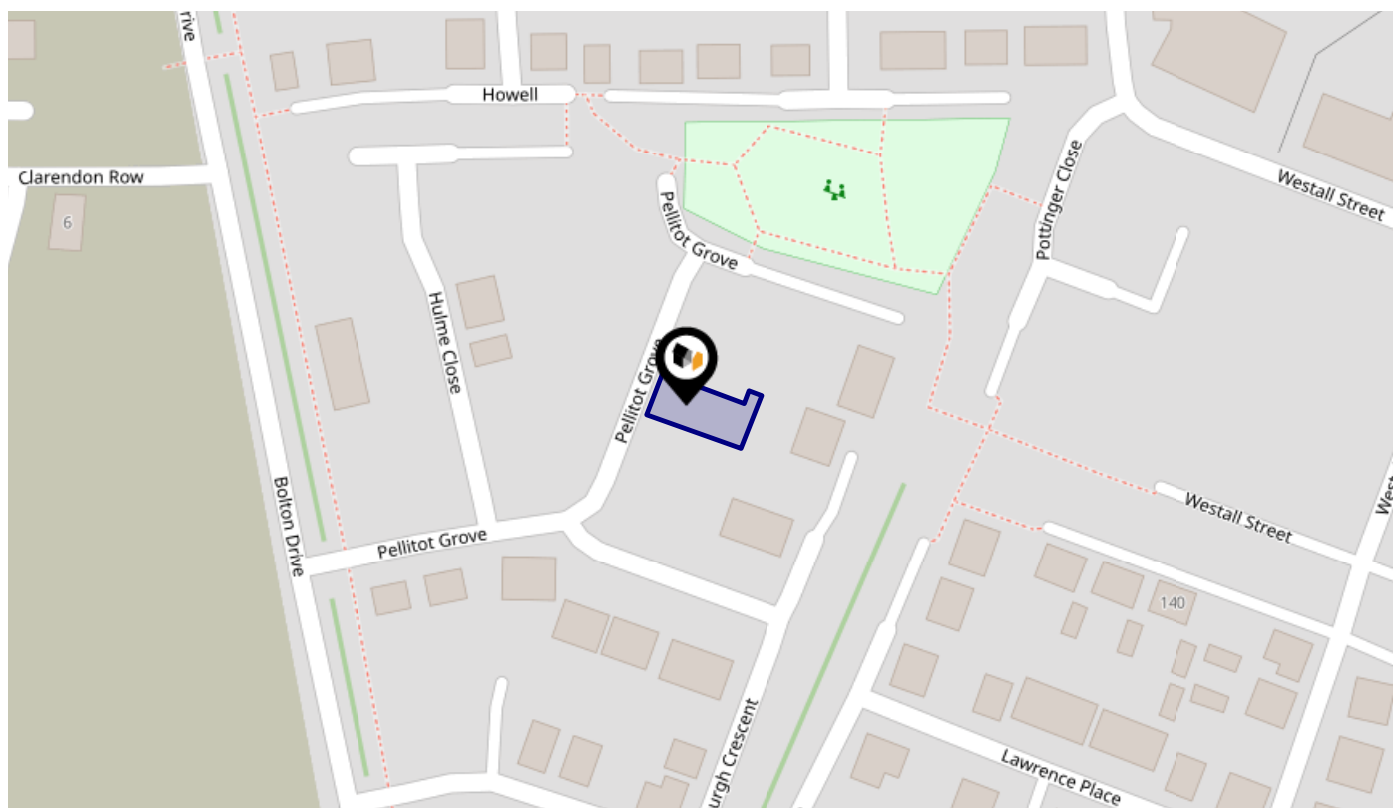 rive
Howell
Clarendon Row
6
Pellitot Grove
Pottinger Close
Westall Street
Hulme Close
Pellitot Grove
Bolton Drive
Pellitot Grove
Westall Street
West
140
urgh Crescent
Lawrence Place